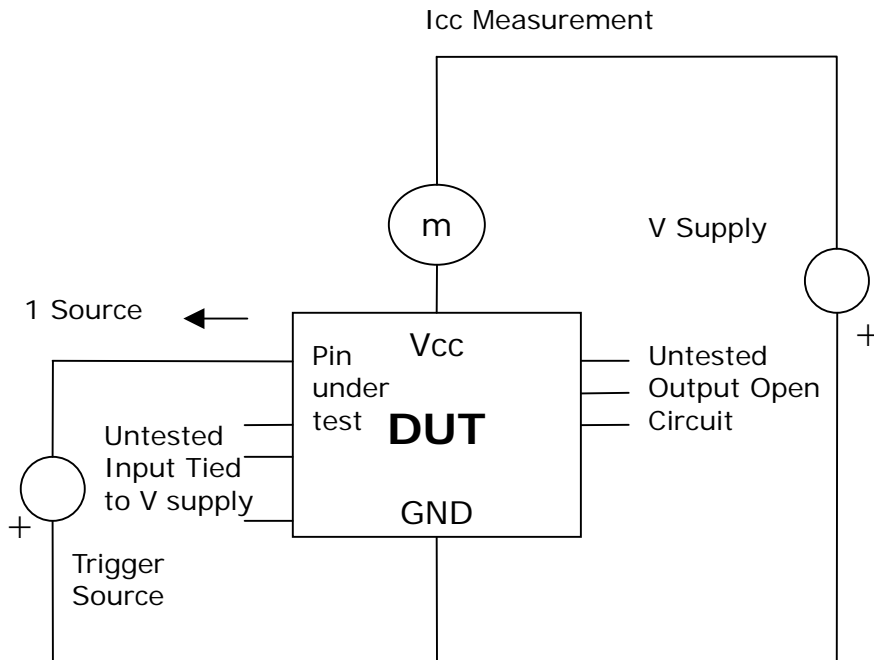 Icc Measurement
m
V Supply
+
1 Source
Vcc
Pin
under
test
DUT
GND
Untested
Output Open
Circuit
Untested
Input Tied
to V supply
+
Trigger
Source